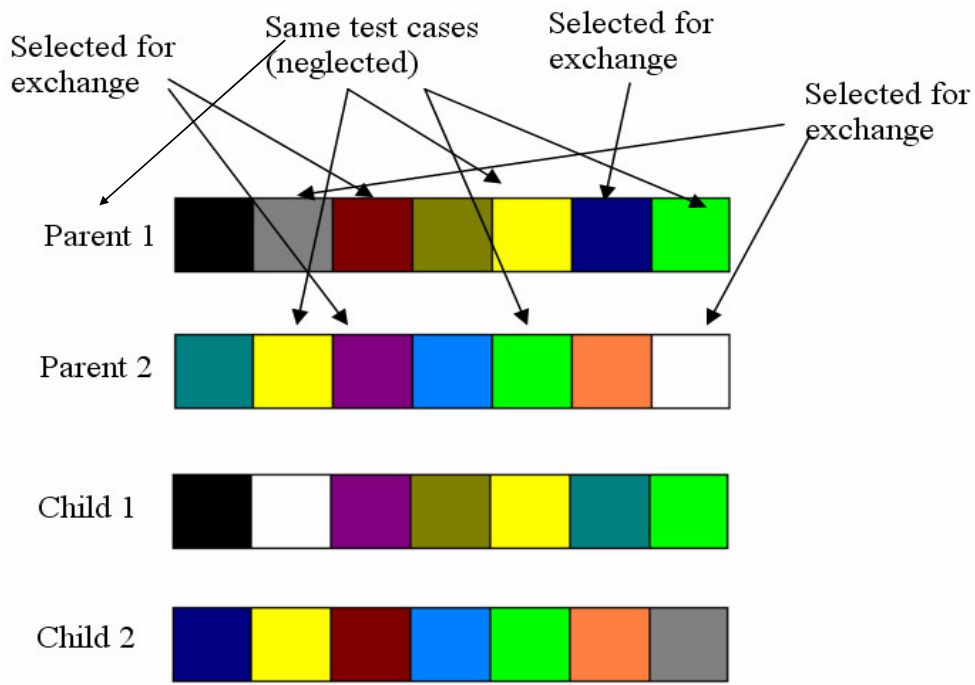 Selected for
exchange
Same test cases
(neglected)
Selected for
exchange
Selected for
exchange
Parent 1
Parent 2
Child 1
Child 2